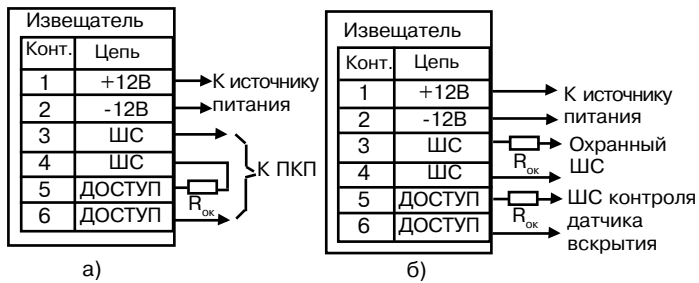 Извещатель
Конт. Цепь
1 +12В К источнику
2 -12В питания
3 ШС
4 ШС К ПКП
5 ДОСТУП
6 ДОСТУП Rок
а)
Извещатель
Конт. Цепь
1 +12В К источнику
2 -12В питания
3 ШС Охранный
Rок ШС
4 ШС
5 ДОСТУП ШС контроля
Rок датчика
6 ДОСТУП вскрытия
б)